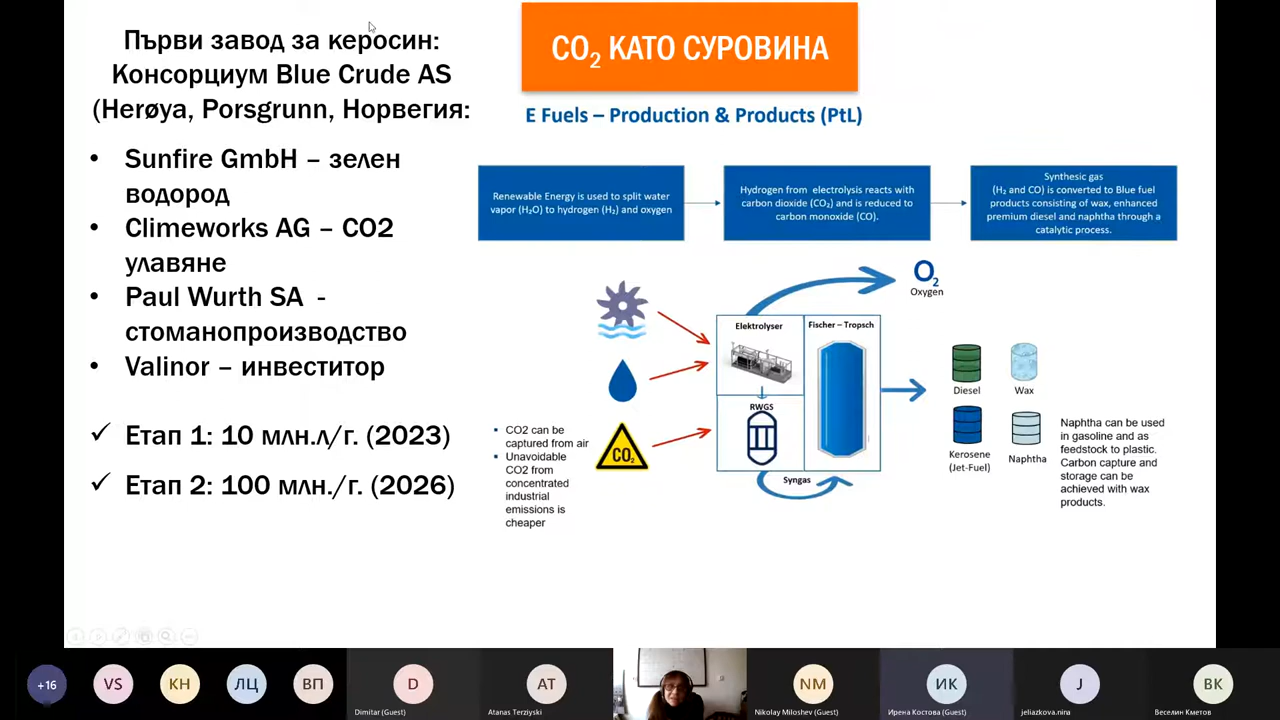 Първи завод за керосин:
Консорциум Blue Crude AS
(Herøya, Porsgrunn, Норвегия:
• Sunfire GmbH – зелен
водород
• Climeworks AG – CO2
улавяне
• Paul Wurth SA -
стоманопроизводство
• Valinor – инвеститор
✓ Етап 1: 10 млн.л/г. (2023)
✓ Етап 2: 100 млн./г. (2026)
CO₂ КАТО СУРОВИНА
E Fuels – Production & Products (PtL)
Renewable Energy is used to split water
vapor (H₂O) to hydrogen (H₂) and oxygen
Hydrogen from electrolysis reacts with
carbon dioxide (CO₂) and is reduced to
carbon monoxide (CO).
Synthesic gas
(H₂ and CO) is converted to Blue fuel
products consisting of wax, enhanced
premium diesel and naphtha through a
catalytic process.
O₂
Oxygen
Elektrolyser
Fischer – Tropsch
RWGS
Syngas
CO₂
• CO2 can be
captured from air
• Unavoidable
CO2 from
concentrated
industrial
emissions is
cheaper
Diesel
Wax
Kerosene
(Jet-Fuel)
Naphtha
Naphtha can be used
in gasoline and as
feedstock to plastic.
Carbon capture and
storage can be
achieved with wax
products.
+16
VS
КН
ЛЦ
ВП
D
Dimitar (Guest)
AT
Atanas Terziyski
NM
Nikolay Miloshev (Guest)
ИК
Ирена Костова (Guest)
J
jeliazkova.nina
ВК
Веселин Кметов